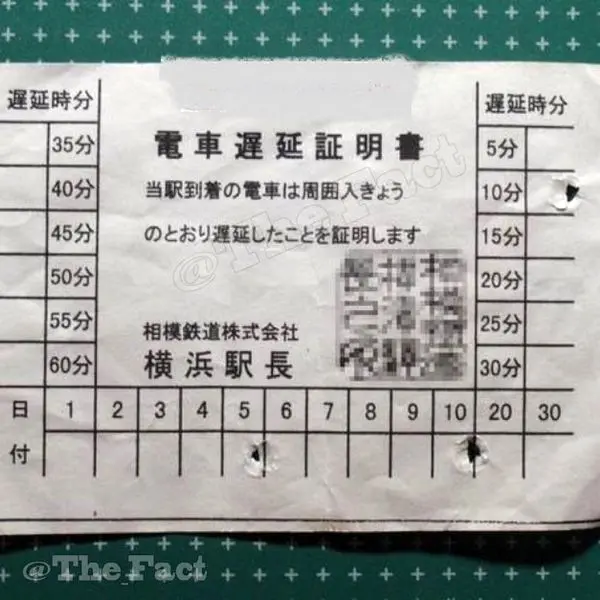 遅延時分
遅延時分
電車遅延証明書
35分
5分
当駅到着の電車は周囲入きょう
40分
10分
のとおり遅延したことを証明します
45分
15分
50分
20分
相模鉄道株式会社
55分
25分
横浜駅長
60分
30分
日 1 2 3 4 5 6 7 8 9 10 20 30
付
@The Fact
@The Fact